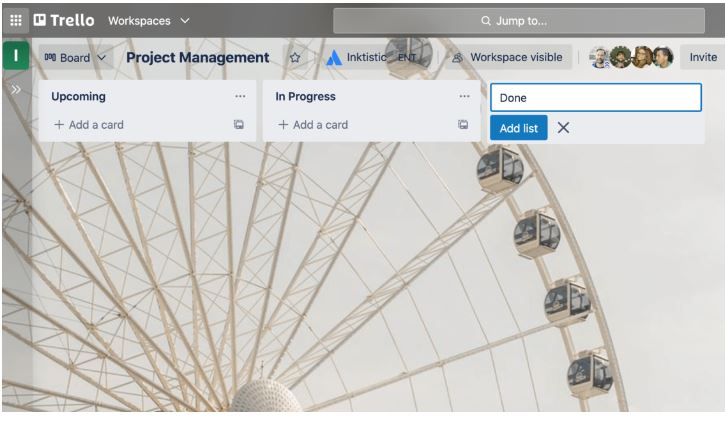 Trello Workspaces Jump to...
I Board Project Management Inktistic ENT Workspace visible Invite
Upcoming In Progress Done
+ Add a card + Add a card Add list